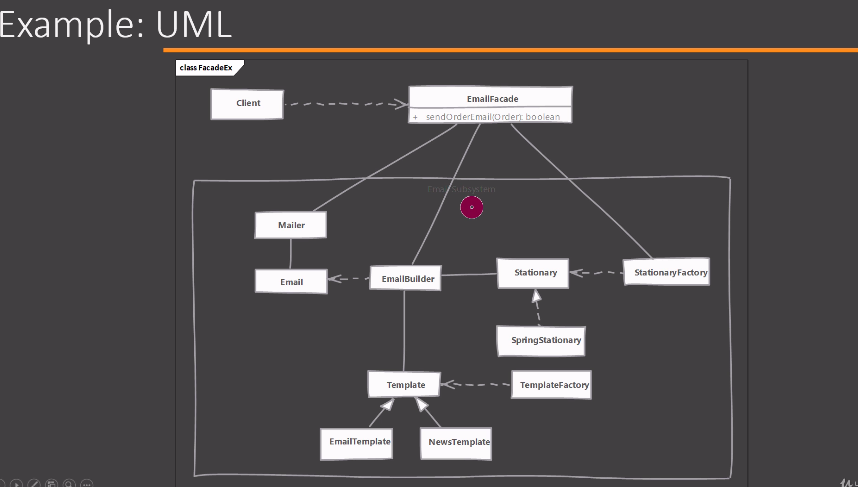 Example: UML
class FacadeEx
Client
EmailFacade
+ sendOrderEmail(Order): boolean
Email Subsystem
Mailer
Email
EmailBuilder
Stationary
StationaryFactory
SpringStationary
Template
TemplateFactory
EmailTemplate
NewsTemplate